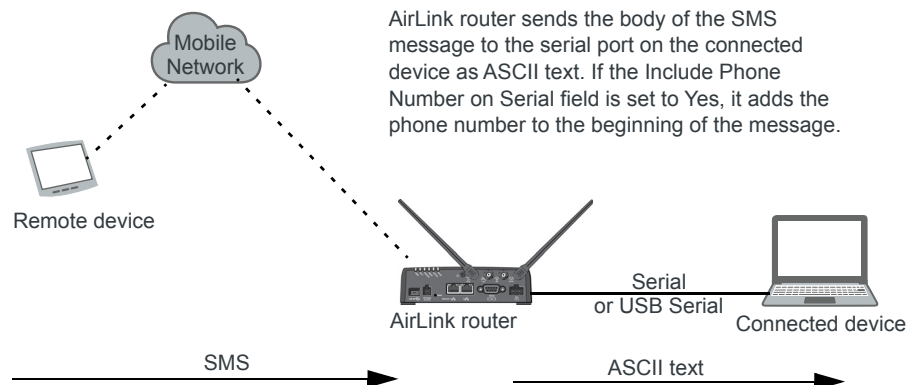 AirLink router sends the body of the SMS
message to the serial port on the connected
device as ASCII text. If the Include Phone
Number on Serial field is set to Yes, it adds the
phone number to the beginning of the message.
Mobile
Network
Remote device
AirLink router
Serial
or USB Serial
Connected device
SMS
ASCII text